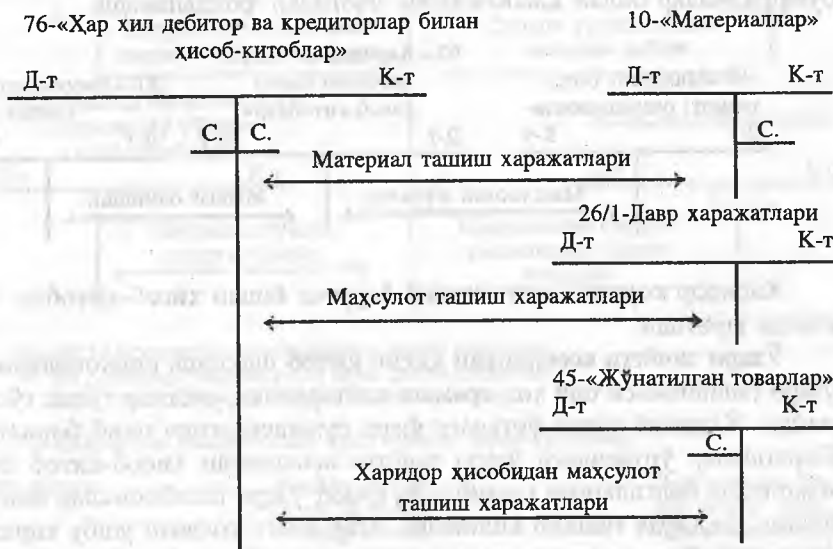 76-«Ҳар хил дебитор ва кредиторлар билан
ҳисоб-китоблар»
Д-т К-т
С. С.
10-«Материаллар»
Д-т К-т
С.
Материал ташиш харажатлари
26/1-Давр харажатлари
Д-т К-т
Маҳсулот ташиш харажатлари
45-«Жўнатилган товарлар»
Д-т К-т
С.
Харидор ҳисобидан маҳсулот
ташиш харажатлари